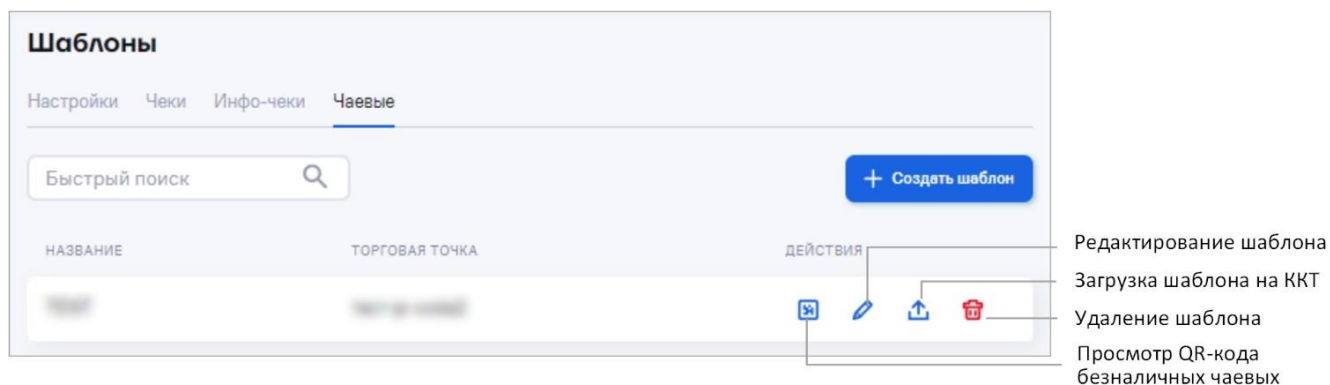 Шаблоны
Настройки Чеки Инфо-чеки Чаевые
Быстрый поиск
+ Создать шаблон
НАЗВАНИЕ ТОРГОВАЯ ТОЧКА ДЕЙСТВИЯ
Редактирование шаблона
Загрузка шаблона на ККТ
Удаление шаблона
Просмотр QR-кода
безналичных чаевых